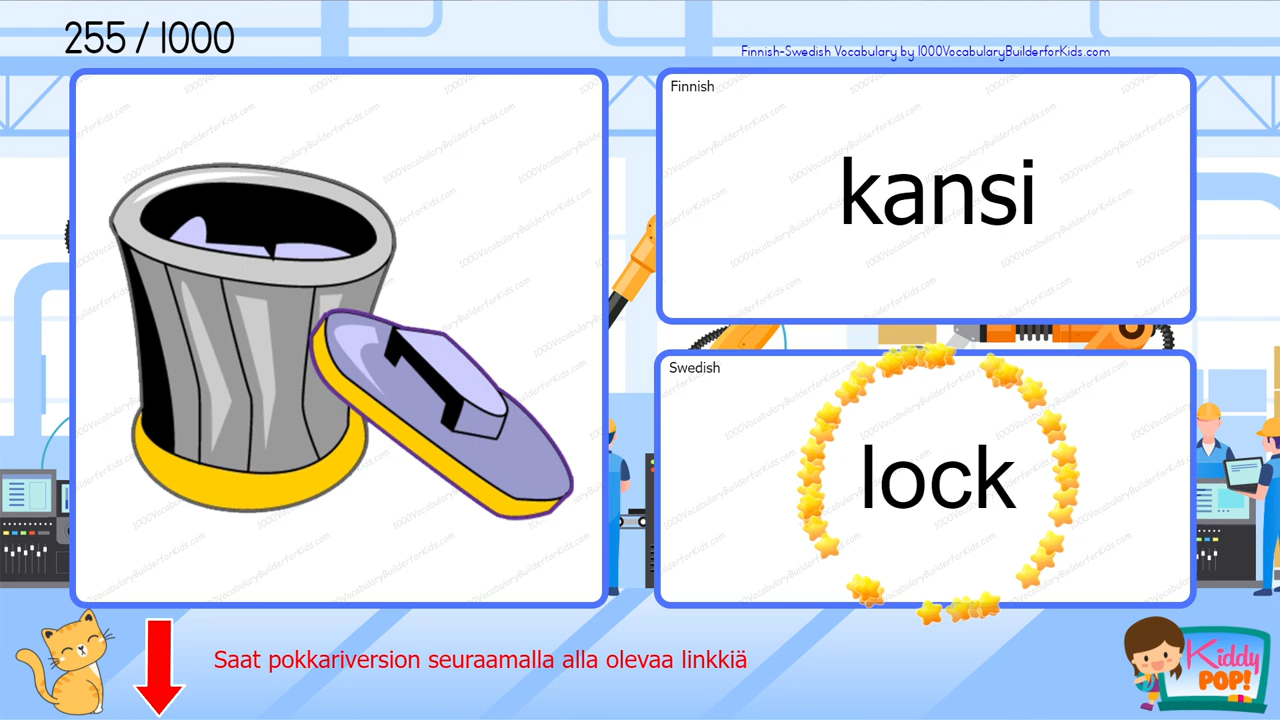 255 / 1000
Finnish-Swedish Vocabulary by 1000VocabularyBuilderforKids.com
Finnish
kansi
Swedish
lock
Saat pokkariversion seuraamalla alla olevaa linkkiä
Kiddy
POP!